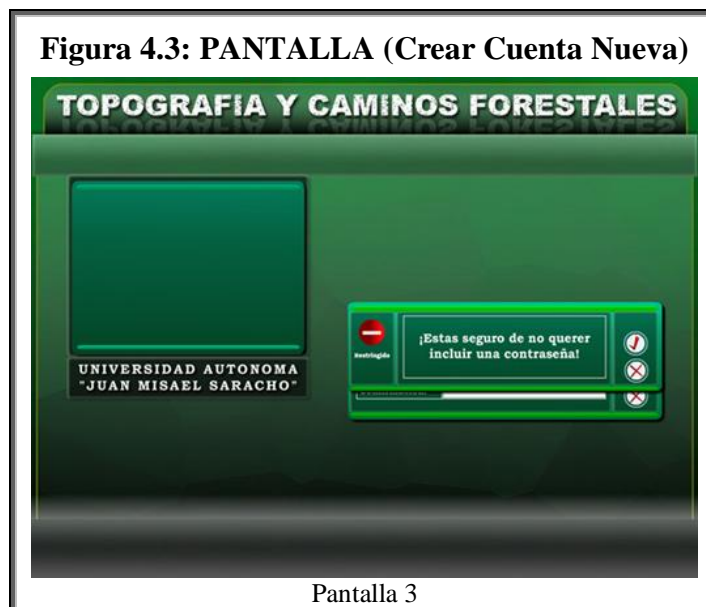 Figura 4.3: PANTALLA (Crear Cuenta Nueva)
TOPOGRAFIA Y CAMINOS FORESTALES
¡Estas seguro de no querer
incluir una contraseña!
Restringido
UNIVERSIDAD AUTONOMA
"JUAN MISAEL SARACHO"
Pantalla 3